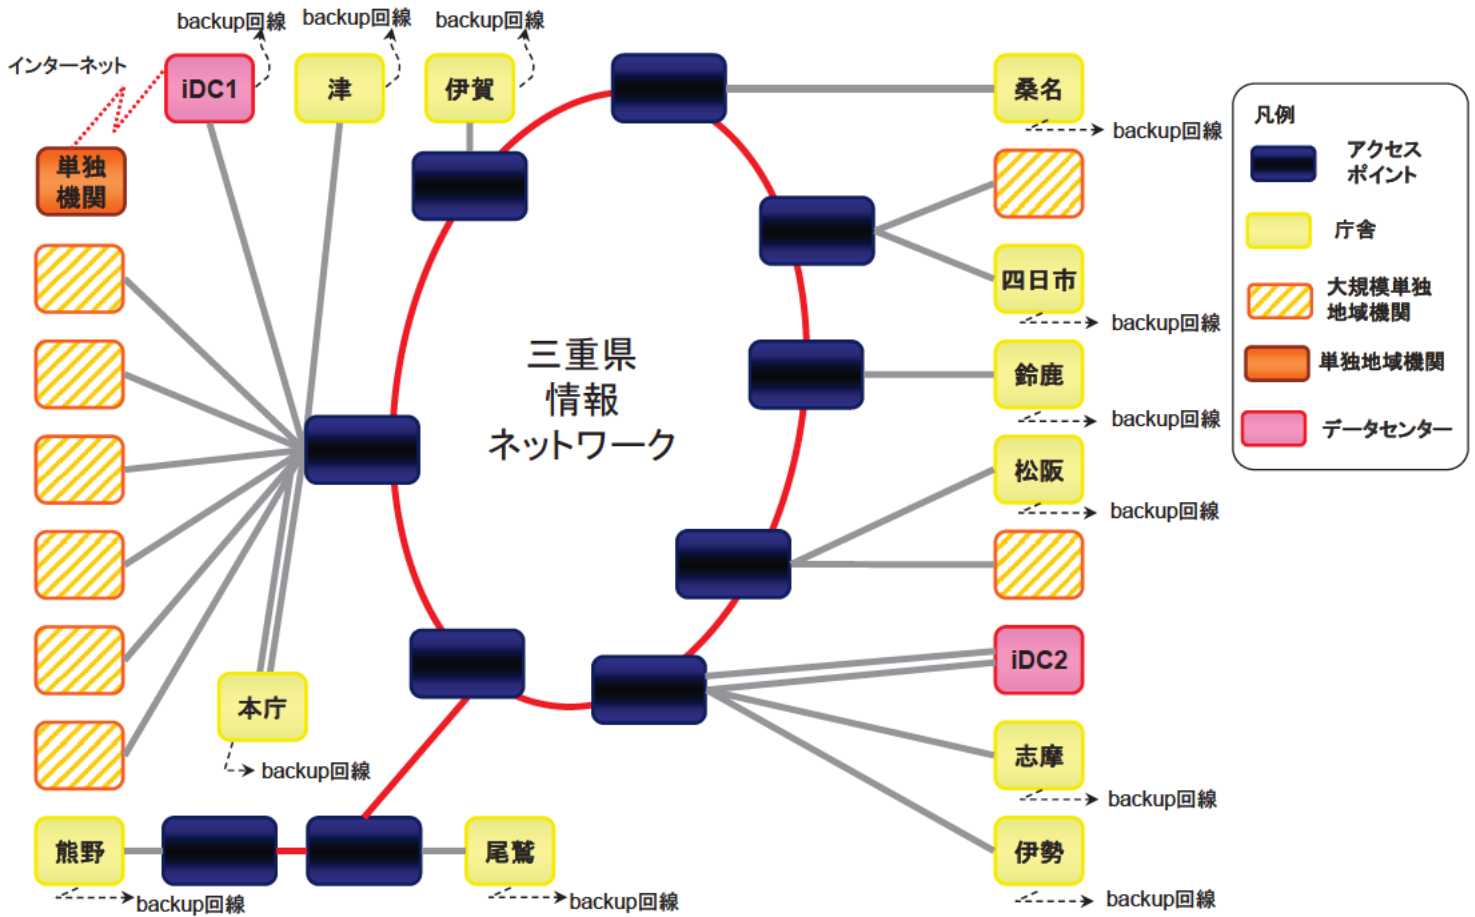 backup回線
backup回線
backup回線
インターネット
iDC1
津
伊賀
桑名
backup回線
単独
機関
凡例
アクセス
ポイント
庁舎
大規模単独
地域機関
単独地域機関
データセンター
四日市
backup回線
三重県
情報
ネットワーク
鈴鹿
backup回線
松阪
backup回線
iDC2
本庁
backup回線
志摩
backup回線
熊野
backup回線
尾鷲
backup回線
伊勢
backup回線